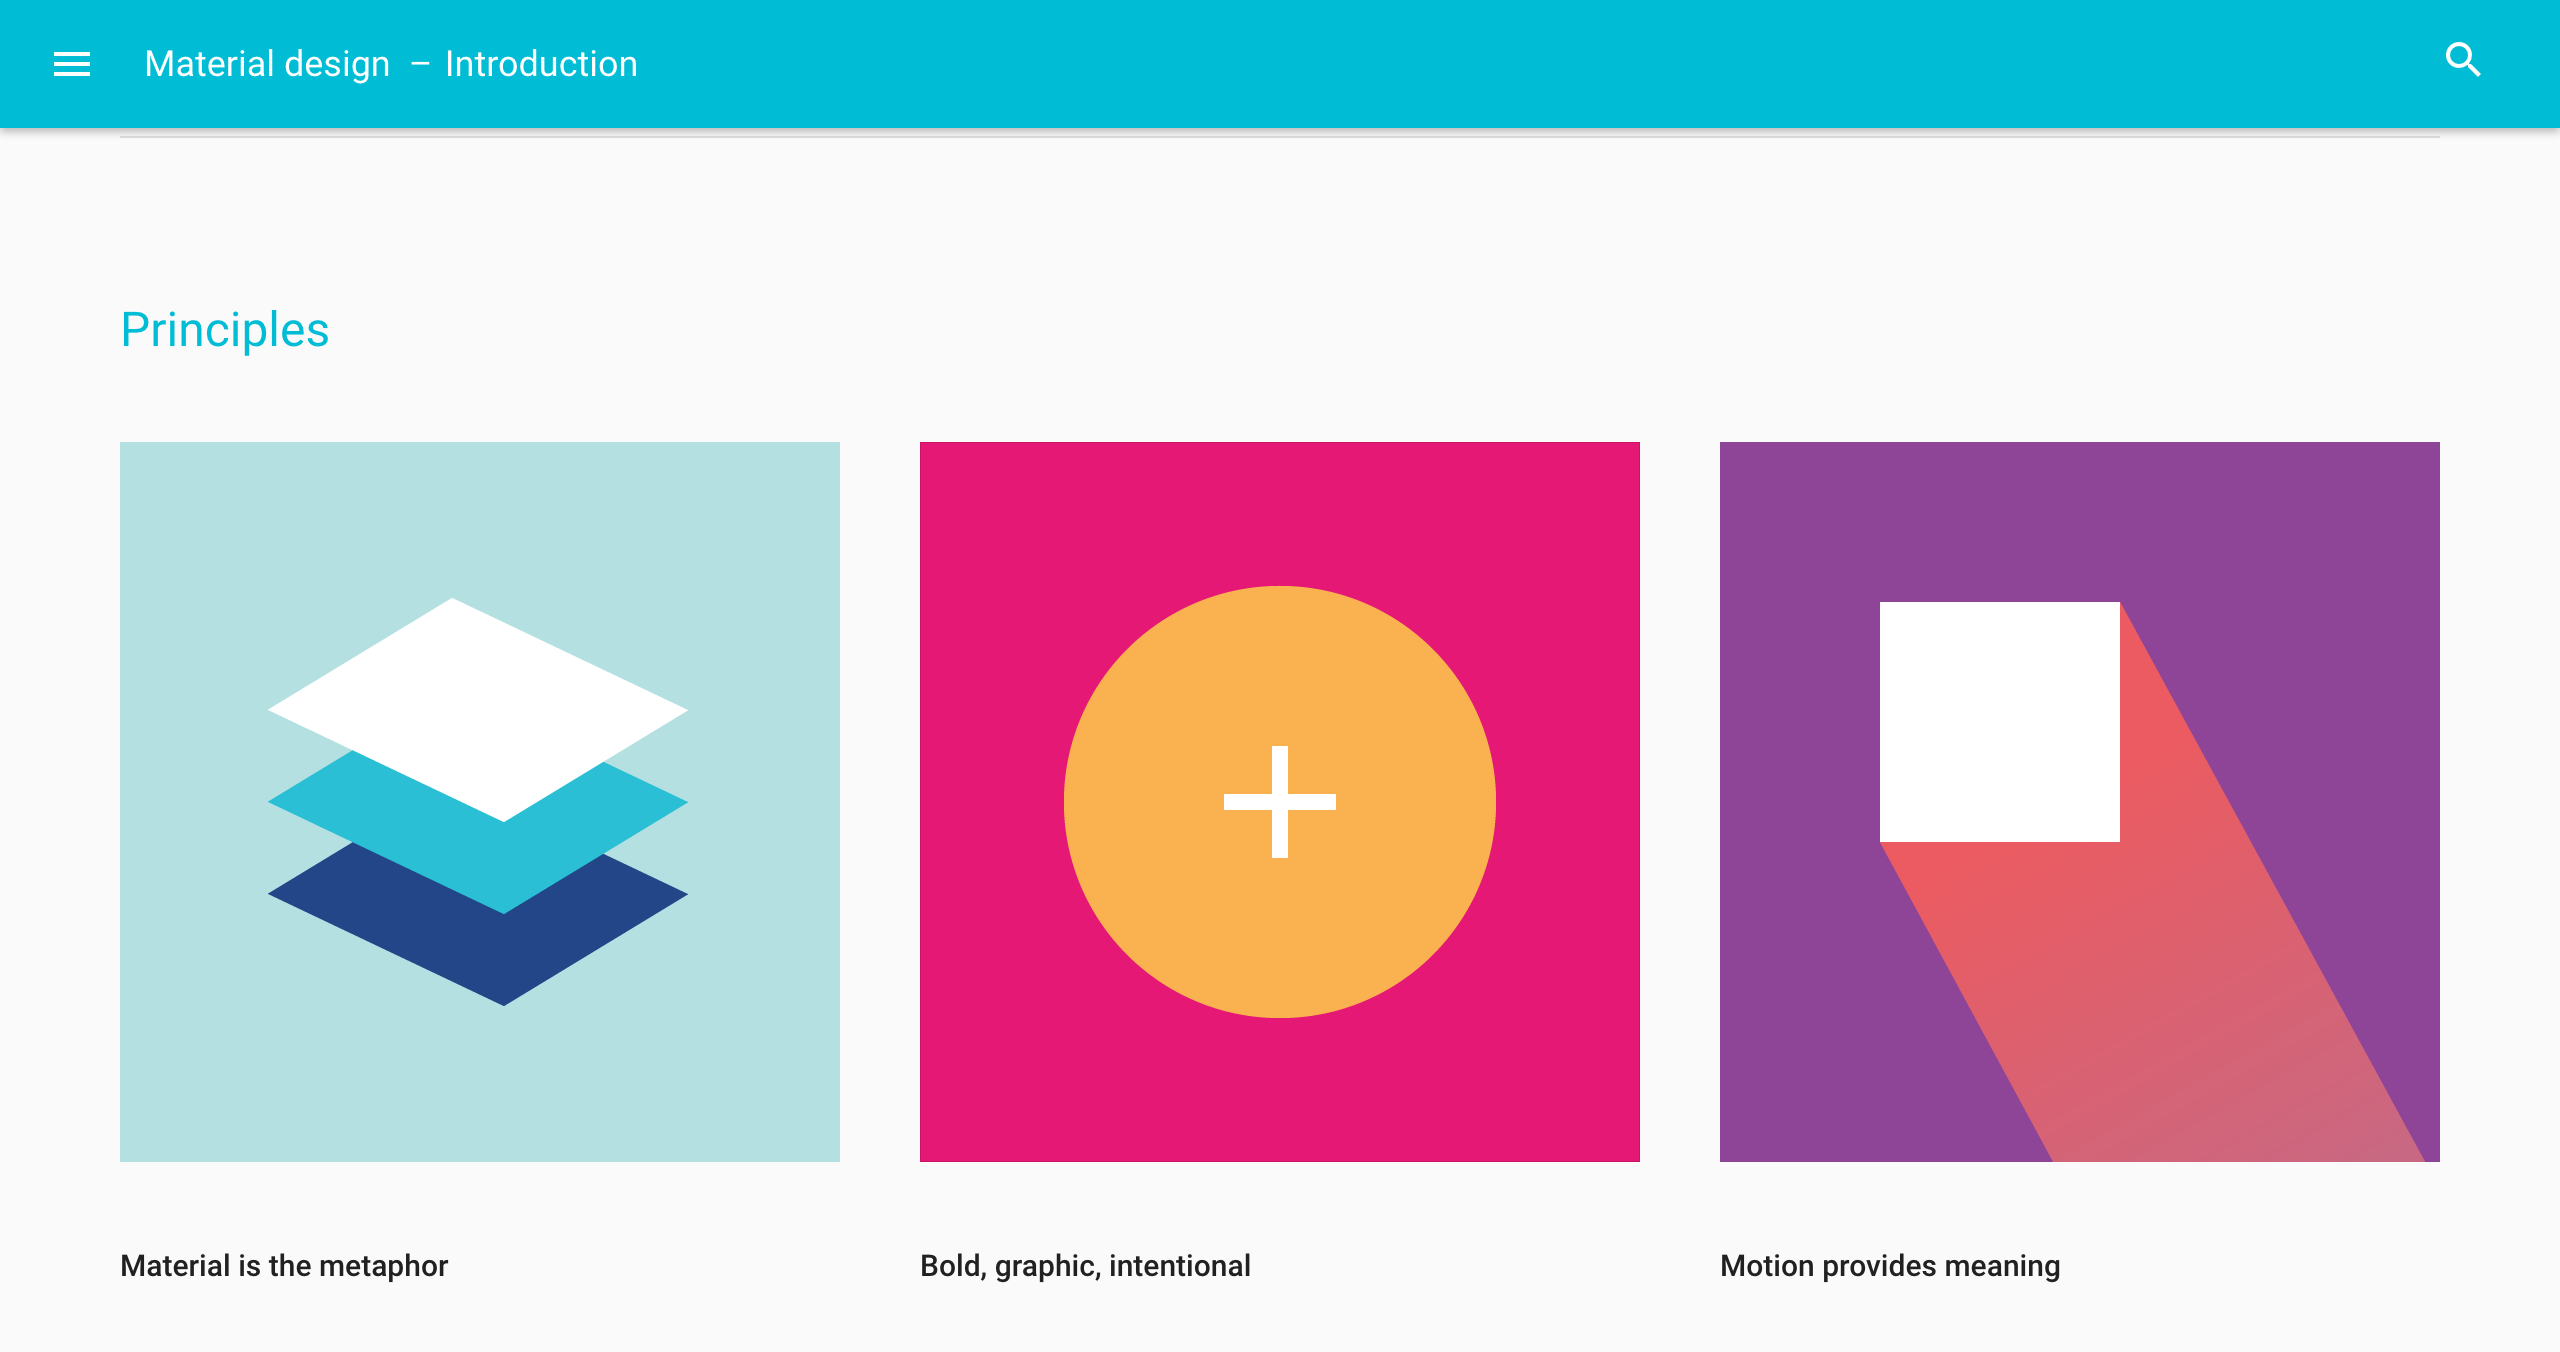 Material design – Introduction
Principles
Material is the metaphor
Bold, graphic, intentional
Motion provides meaning